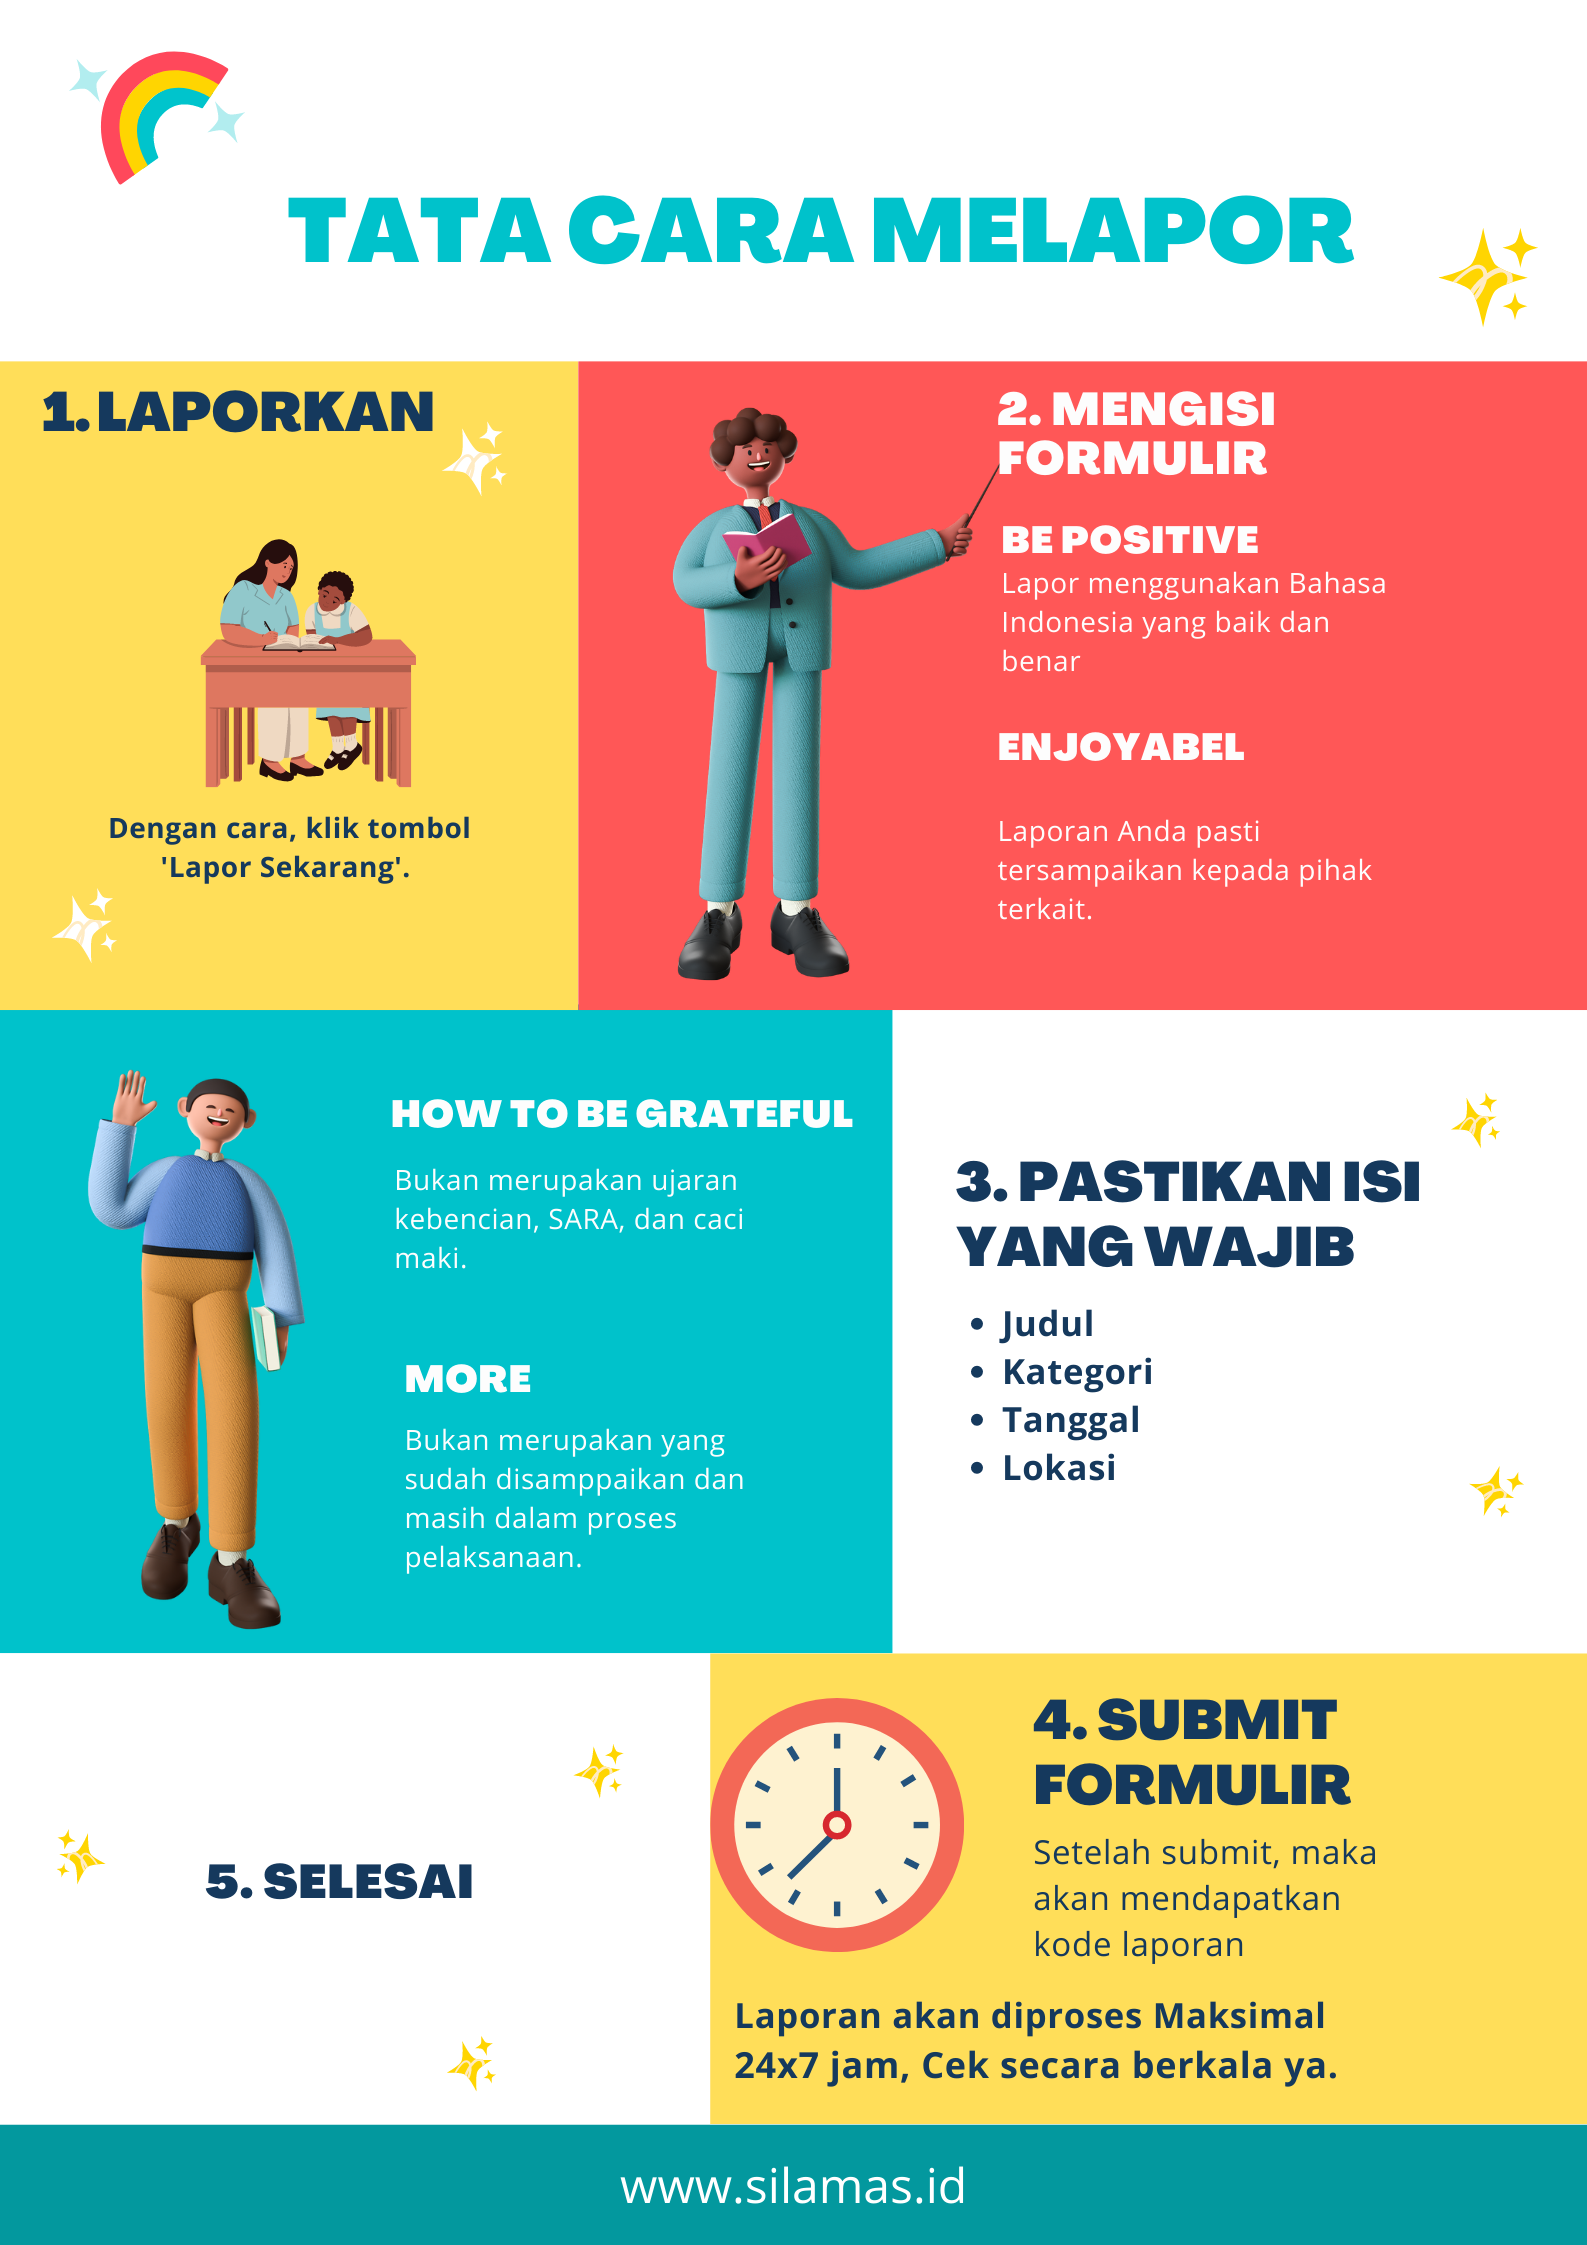 TATA CARA MELAPOR
1. LAPORKAN
Dengan cara, klik tombol
'Lapor Sekarang'.
2. MENGISI
FORMULIR
BE POSITIVE
Lapor menggunakan Bahasa
Indonesia yang baik dan
benar
ENJOYABEL
Laporan Anda pasti
tersampaikan kepada pihak
terkait.
HOW TO BE GRATEFUL
Bukan merupakan ujaran
kebencian, SARA, dan caci
maki.
MORE
Bukan merupakan yang
sudah disamppaikan dan
masih dalam proses
pelaksanaan.
3. PASTIKAN ISI
YANG WAJIB
• Judul
• Kategori
• Tanggal
• Lokasi
4. SUBMIT
FORMULIR
Setelah submit, maka
akan mendapatkan
kode laporan
Laporan akan diproses Maksimal
24x7 jam, Cek secara berkala ya.
5. SELESAI
www.silamas.id